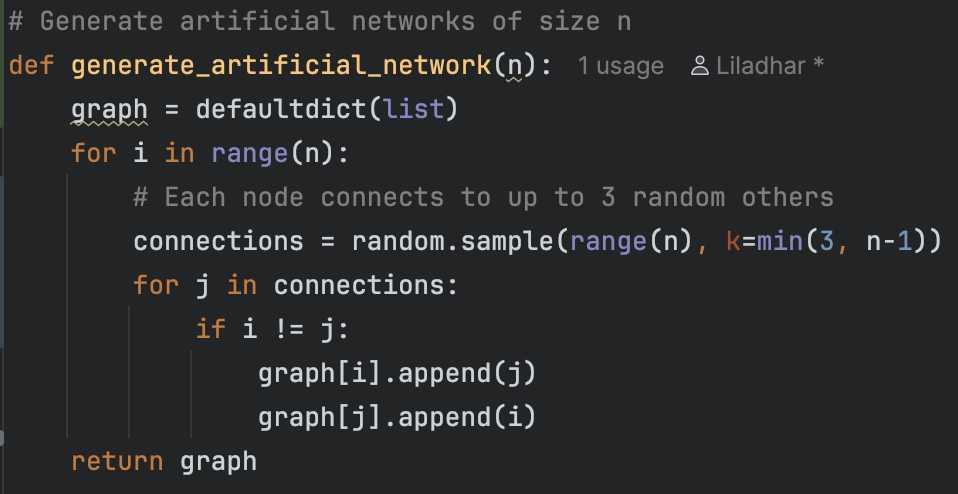 # Generate artificial networks of size n
def generate_artificial_network(n): 1 usage Liladhar *
    graph = defaultdict(list)
    for i in range(n):
        # Each node connects to up to 3 random others
        connections = random.sample(range(n), k=min(3, n-1))
        for j in connections:
            if i != j:
                graph[i].append(j)
                graph[j].append(i)
    return graph